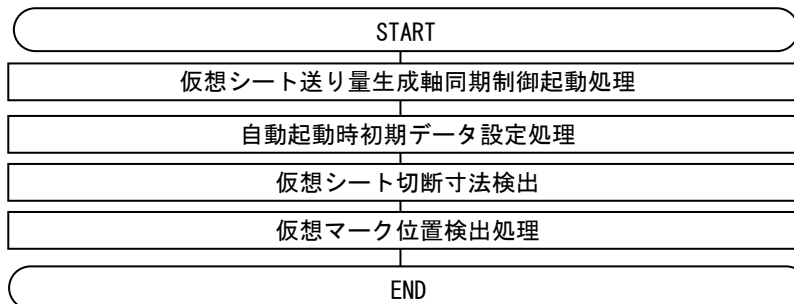 START
仮想シート送り量生成軸同期制御起動処理
自動起動時初期データ設定処理
仮想シート切断寸法検出
仮想マーク位置検出処理
END